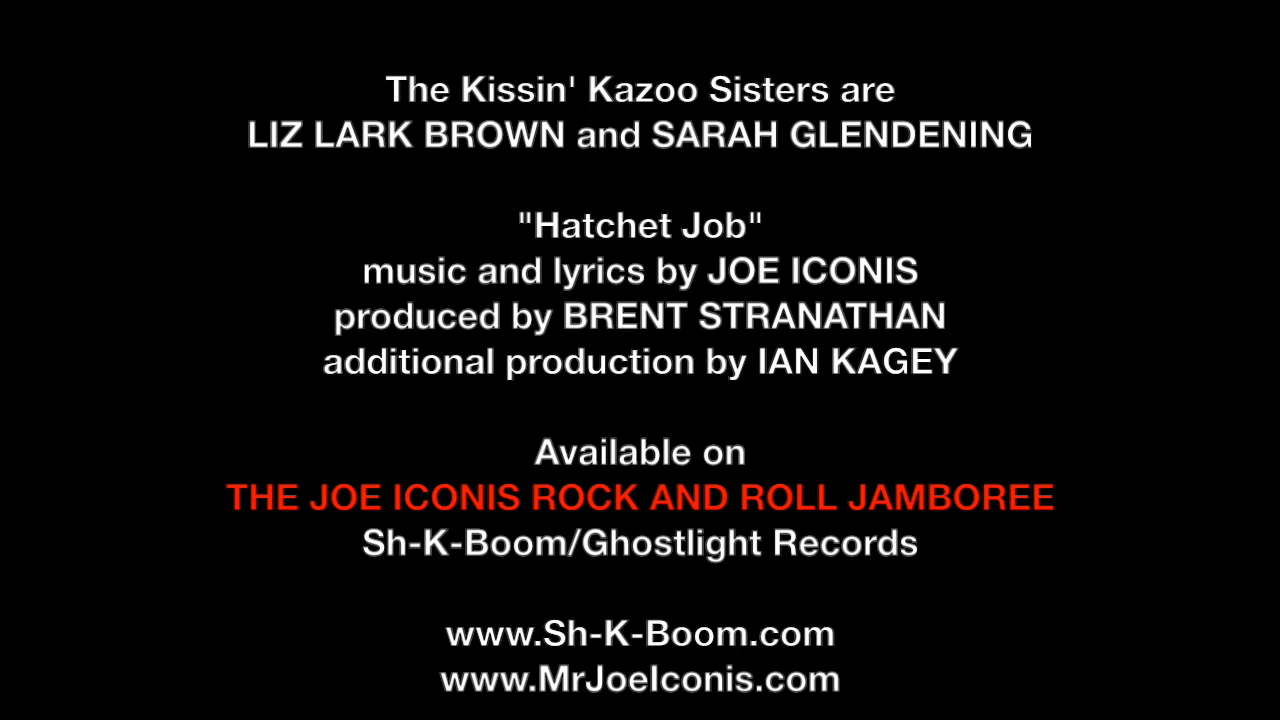 The Kissin' Kazoo Sisters are
LIZ LARK BROWN and SARAH GLENDENING
"Hatchet Job"
music and lyrics by JOE ICONIS
produced by BRENT STRANATHAN
additional production by IAN KAGEY
Available on
THE JOE ICONIS ROCK AND ROLL JAMBOREE
Sh-K-Boom/Ghostlight Records
www.Sh-K-Boom.com
www.MrJoeIconis.com